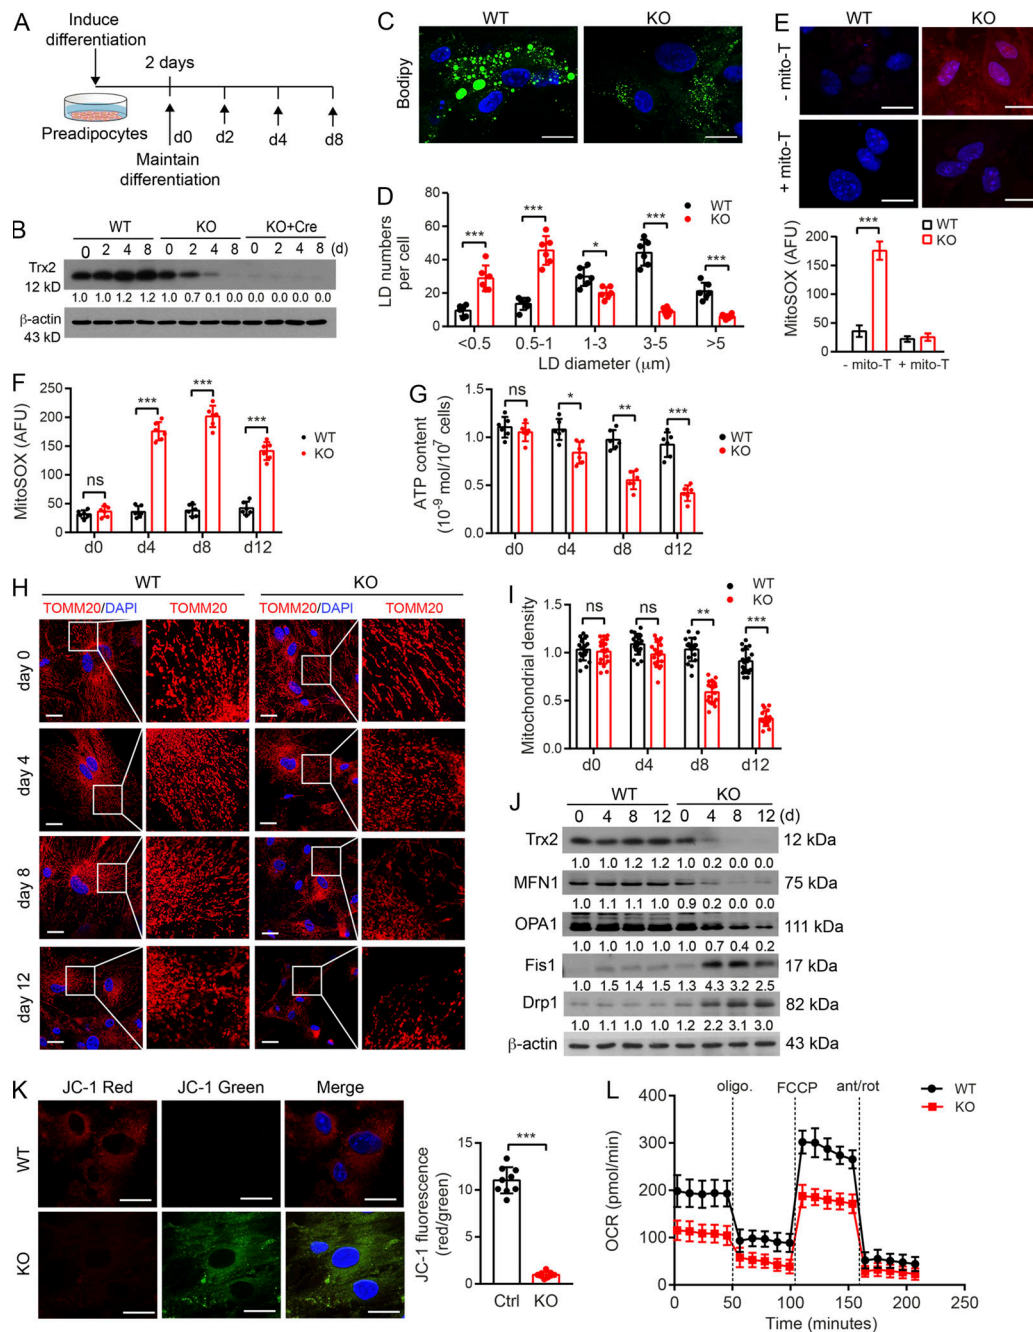 A
Induce
differentiation
2 days
Preadipocytes
d0
d2
d4
d8
Maintain
differentiation
B
WT KO KO+Cre
0 2 4 8 0 2 4 8 0 2 4 8 (d)
Trx2
12 kD
1.0 1.0 1.2 1.2 1.0 0.7 0.1 0.0 0.0 0.0 0.0 0.0
β-actin
43 kD
C
WT KO
Bodipy
D
LD numbers
per cell
60
40
20
0
*** *** * *** ***
WT
KO
<0.5 0.5-1 1-3 3-5 >5
LD diameter (μm)
E
WT KO
- mito-T
+ mito-T
MitoSOX (AFU)
200
150
100
50
0
***
WT
KO
- mito-T + mito-T
F
MitoSOX (AFU)
250
200
150
100
50
0
ns *** *** ***
WT
KO
d0 d4 d8 d12
G
ATP content
(10-9 mol/107 cells)
1.5
1.0
0.5
0.0
ns * ** ***
WT
KO
d0 d4 d8 d12
H
WT KO
TOMM20/DAPI TOMM20 TOMM20/DAPI TOMM20
day 0
day 4
day 8
day 12
I
Mitochondrial density
1.5
1.0
0.5
0.0
ns ns ** ***
WT
KO
d0 d4 d8 d12
J
WT KO
0 4 8 12 0 4 8 12 (d)
Trx2 12 kDa
1.0 1.0 1.2 1.2 1.0 0.2 0.0 0.0
MFN1 75 kDa
1.0 1.1 1.1 1.0 0.9 0.2 0.0 0.0
OPA1 111 kDa
1.0 1.0 1.0 1.0 1.0 0.7 0.4 0.2
Fis1 17 kDa
1.0 1.5 1.4 1.5 1.3 4.3 3.2 2.5
Drp1 82 kDa
1.0 1.1 1.0 1.0 1.2 2.2 3.1 3.0
β-actin 43 kDa
K
JC-1 Red JC-1 Green Merge
WT
KO
JC-1 fluorescence
(red/green)
15
10
5
0
***
Ctrl KO
L
oligo. FCCP ant/rot
WT
KO
OCR (pmol/min)
400
300
200
100
0
0 50 100 150 200 250
Time (minutes)